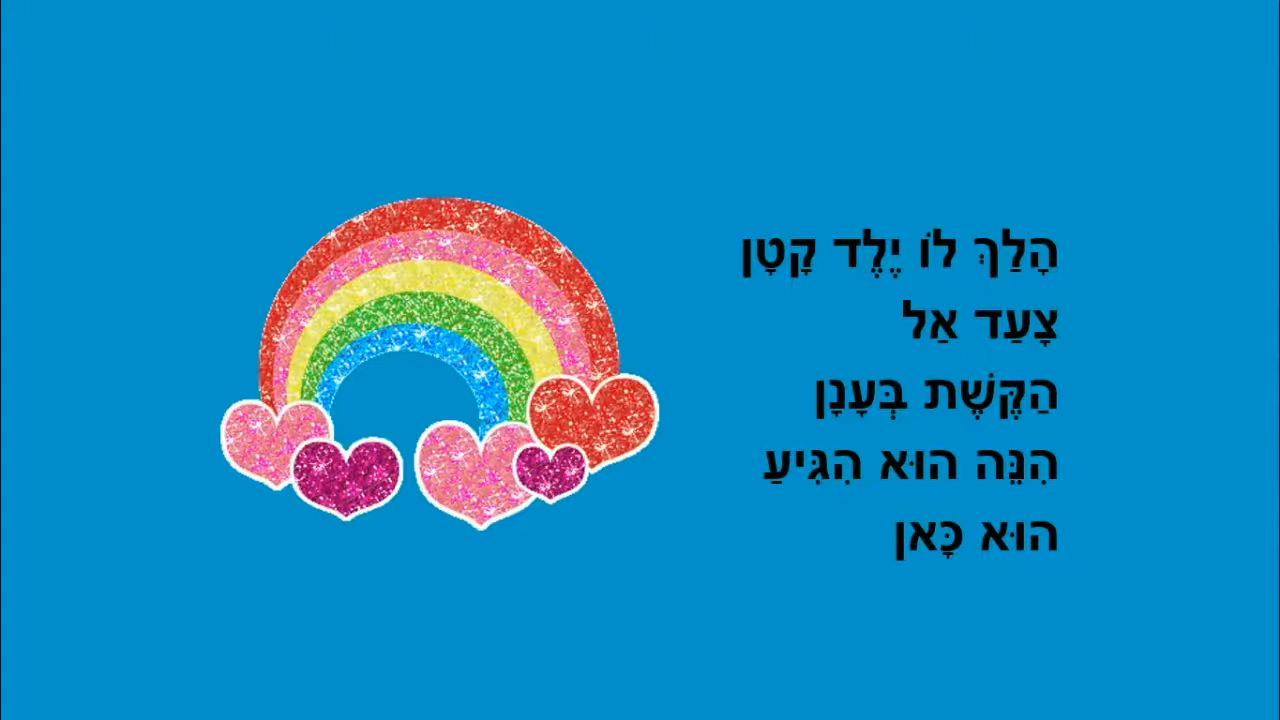 הָלַךְ לוֹ יֶלֶד קָטָן
צָעַד אַל
הַקֶּשֶׁת בְּעָנָן
הִנֵּה הוּא הִגִּיעַ
הוּא כָּאן